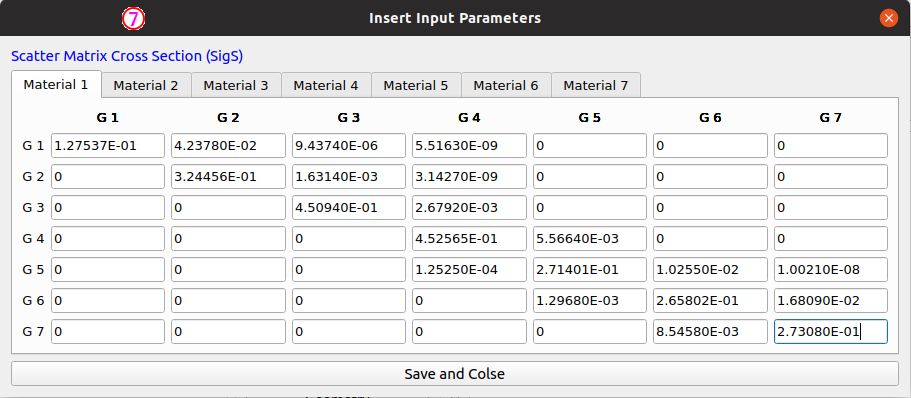 7 Insert Input Parameters
Scatter Matrix Cross Section (SigS)
Material 1 Material 2 Material 3 Material 4 Material 5 Material 6 Material 7
G 1 G 2 G 3 G 4 G 5 G 6 G 7
G 1 1.27537E-01 4.23780E-02 9.43740E-06 5.51630E-09 0 0 0
G 2 0 3.24456E-01 1.63140E-03 3.14270E-09 0 0 0
G 3 0 0 4.50940E-01 2.67920E-03 0 0 0
G 4 0 0 0 4.52565E-01 5.56640E-03 0 0
G 5 0 0 0 1.25250E-04 2.71401E-01 1.02550E-02 1.00210E-08
G 6 0 0 0 0 1.29680E-03 2.65802E-01 1.68090E-02
G 7 0 0 0 0 0 8.54580E-03 2.73080E-01
Save and Colse